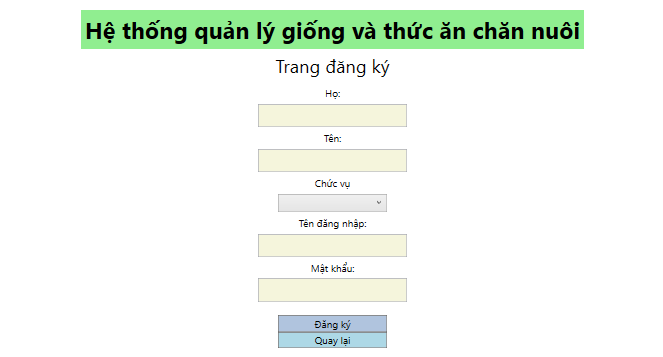 Hệ thống quản lý giống và thức ăn chăn nuôi
Trang đăng ký
Họ:
Tên:
Chức vụ
Tên đăng nhập:
Mật khẩu:
Đăng ký
Quay lại